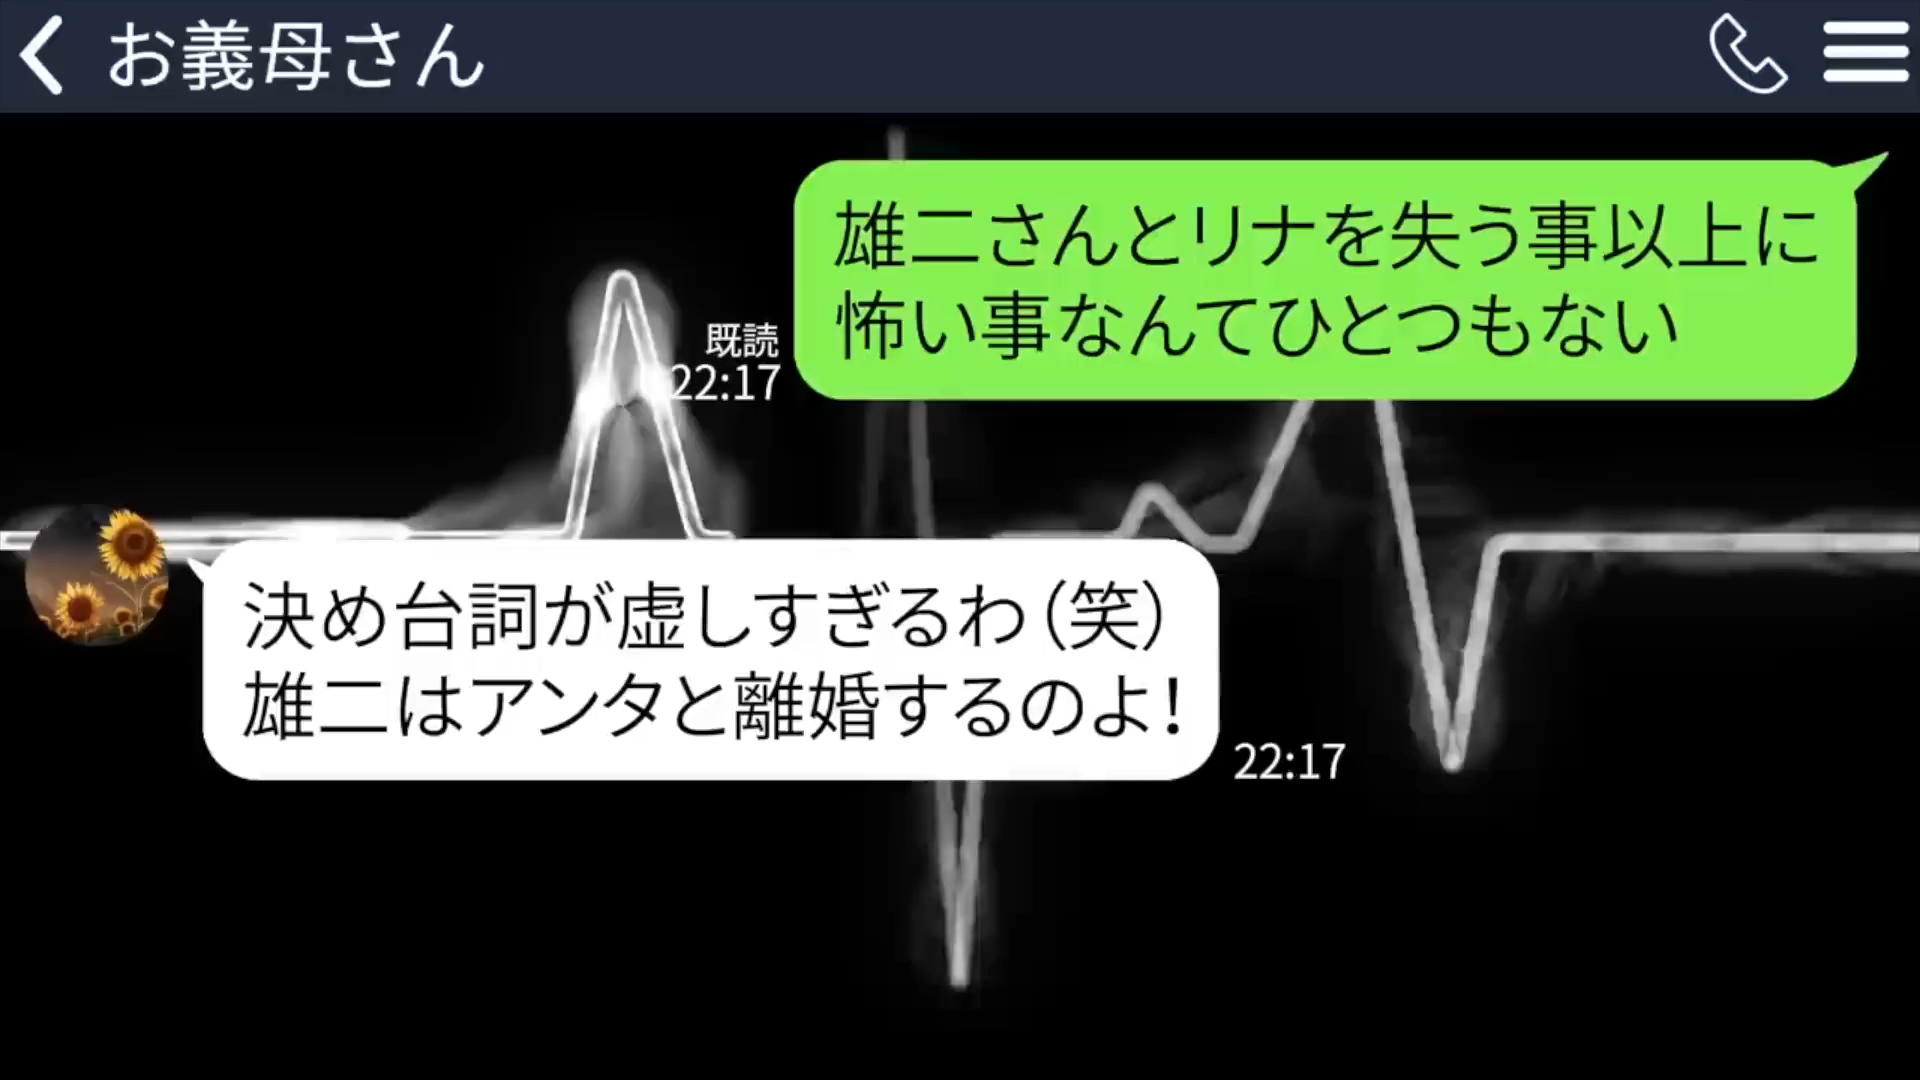 お義母さん
雄二さんとリナを失う事以上に
怖い事なんてひとつもない
既読
22:17
決め台詞が虚しすぎるわ（笑）
雄二はアンタと離婚するのよ！
22:17